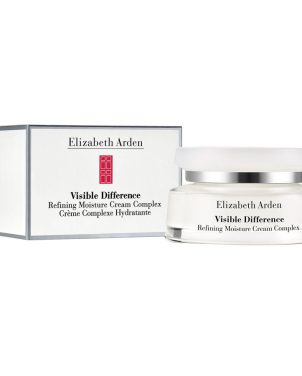 Elizabeth Arden
Visible Difference
Refining Moisture Cream Complex
Crème Complexe Hydratante
Elizabeth Arden
Visible Difference
Refining Moisture Cream Complex